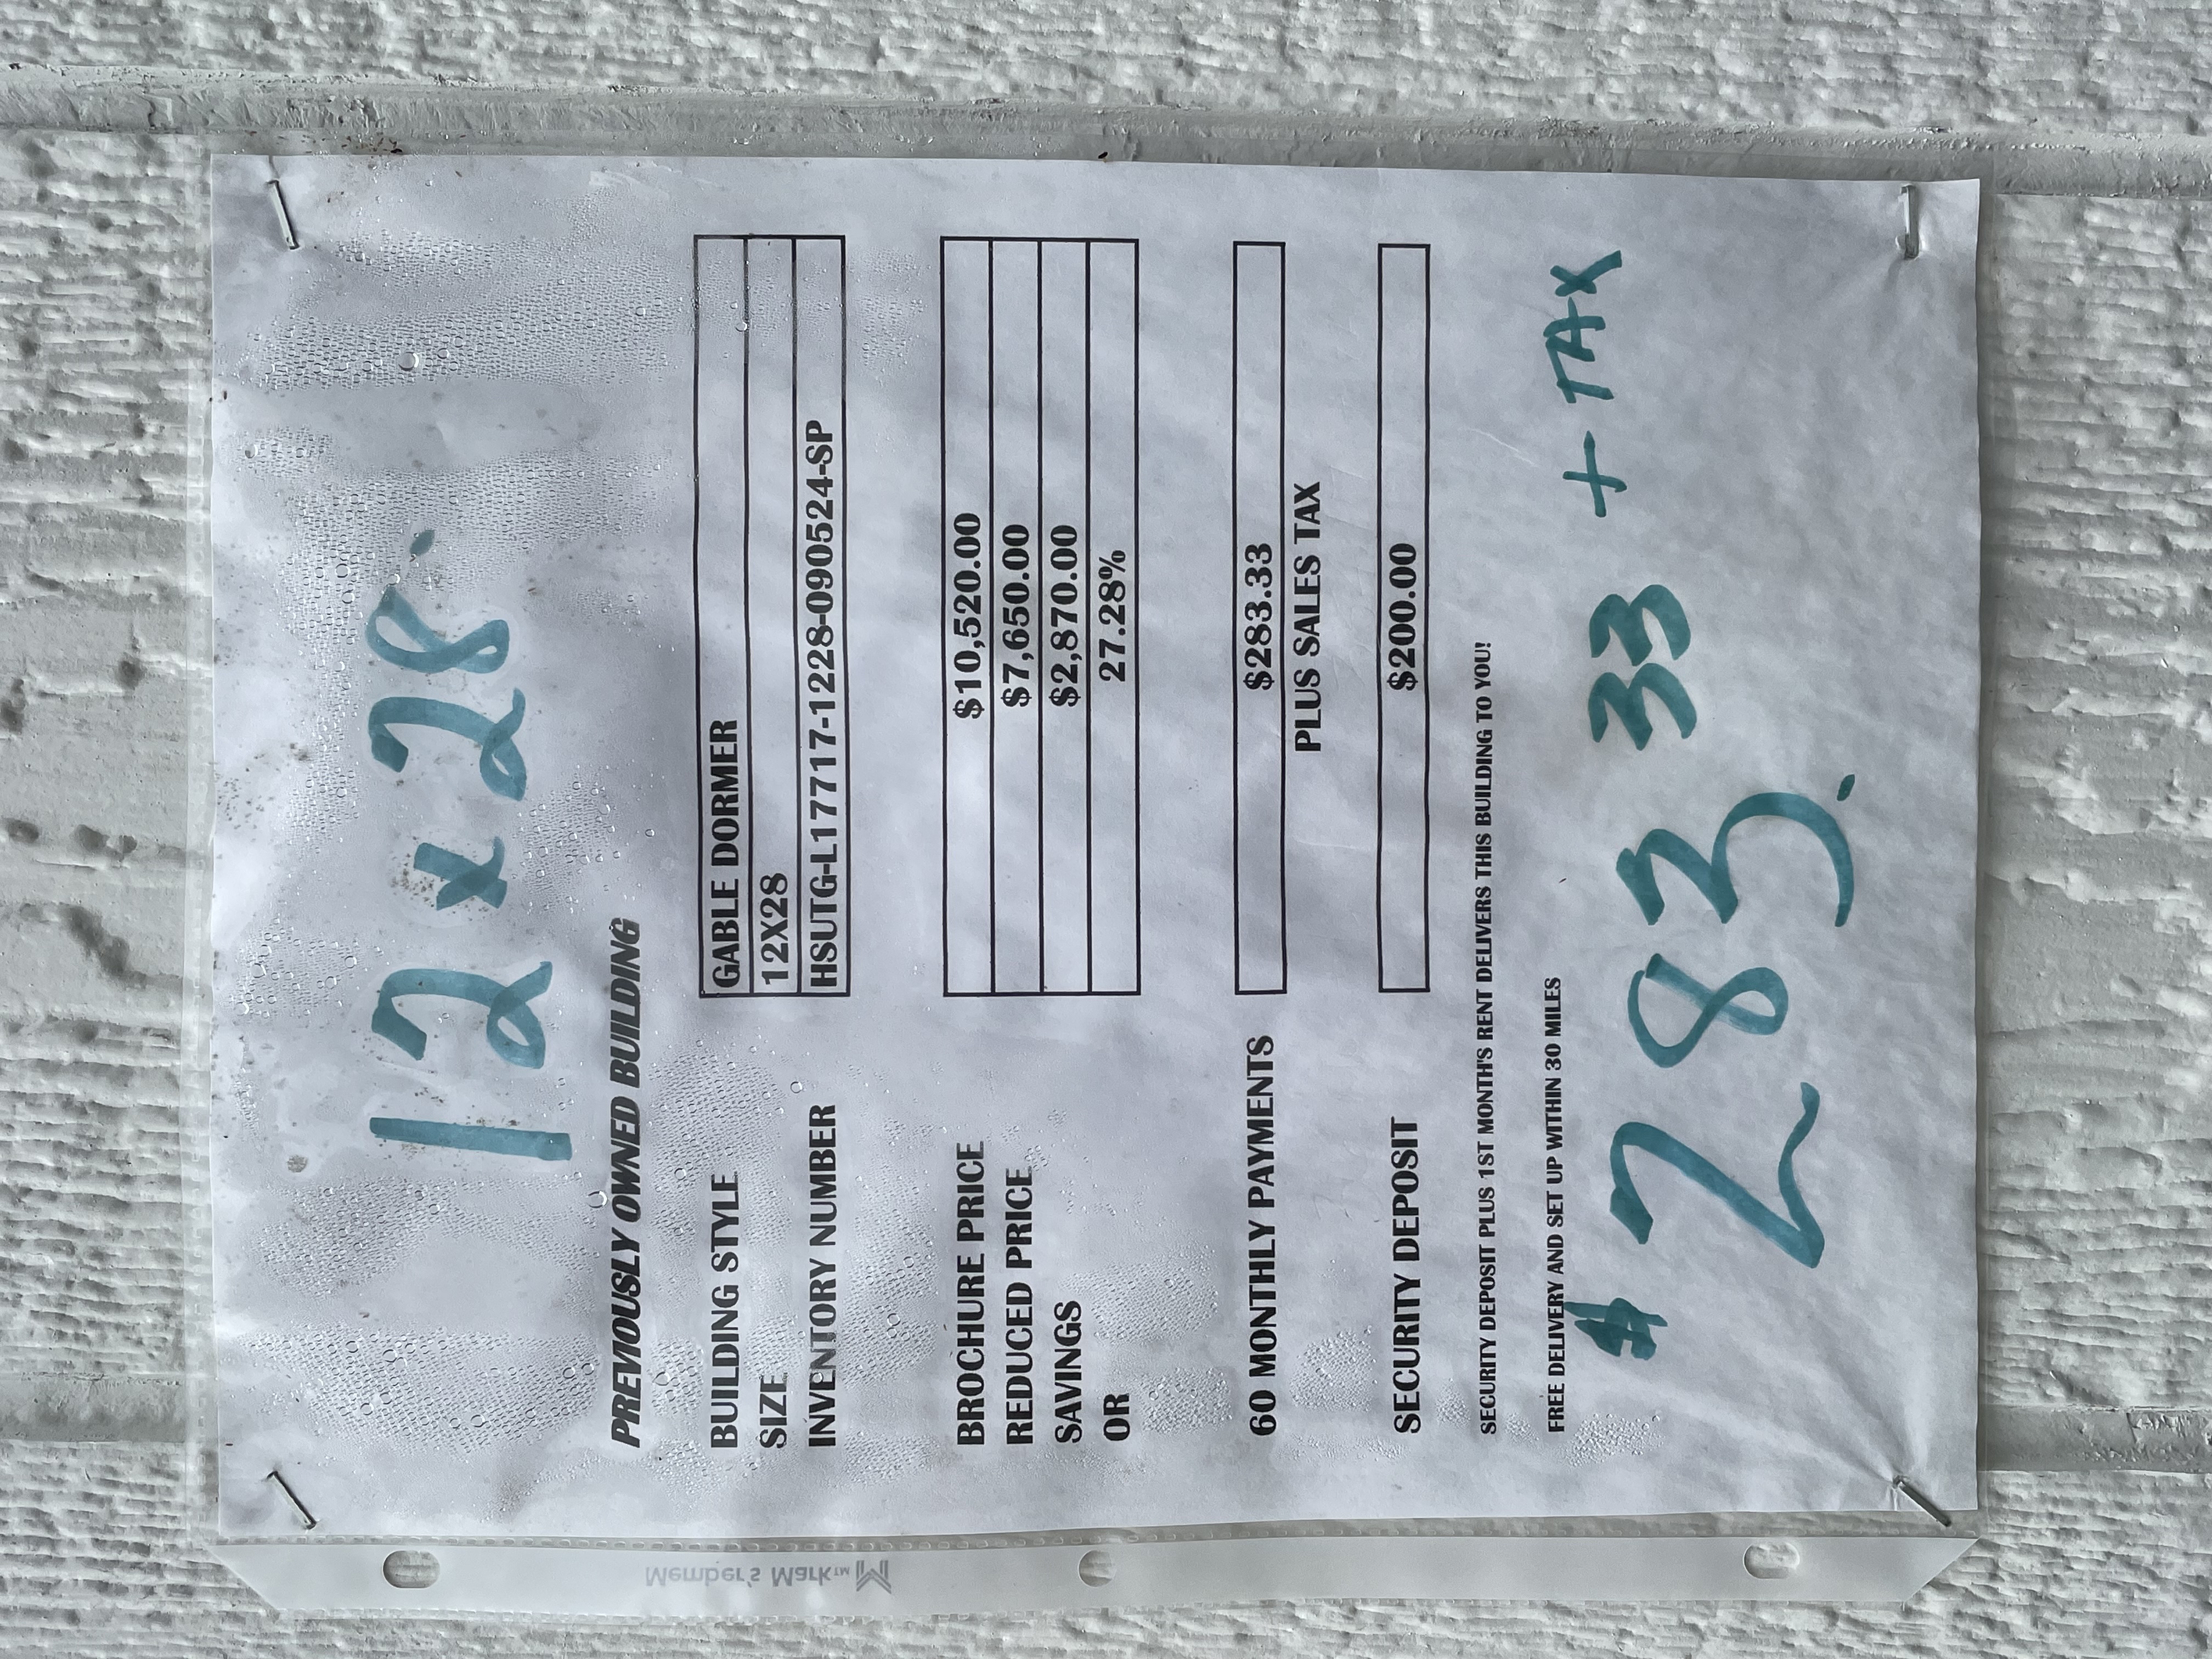 12 x 28
PREVIOUSLY OWNED BUILDING
BUILDING STYLE GABLE DORMER
SIZE 12X28
INVENTORY NUMBER HSUTG-L17717-1228-090524-SP
BROCHURE PRICE $10,520.00
REDUCED PRICE $7,650.00
SAVINGS $2,870.00
OR 27.28%
60 MONTHLY PAYMENTS $283.33
PLUS SALES TAX
SECURITY DEPOSIT $200.00
SECURITY DEPOSIT PLUS 1ST MONTH'S RENT DELIVERS THIS BUILDING TO YOU!
FREE DELIVERY AND SET UP WITHIN 30 MILES
$ 283.33 + TAX
Member's Mark™